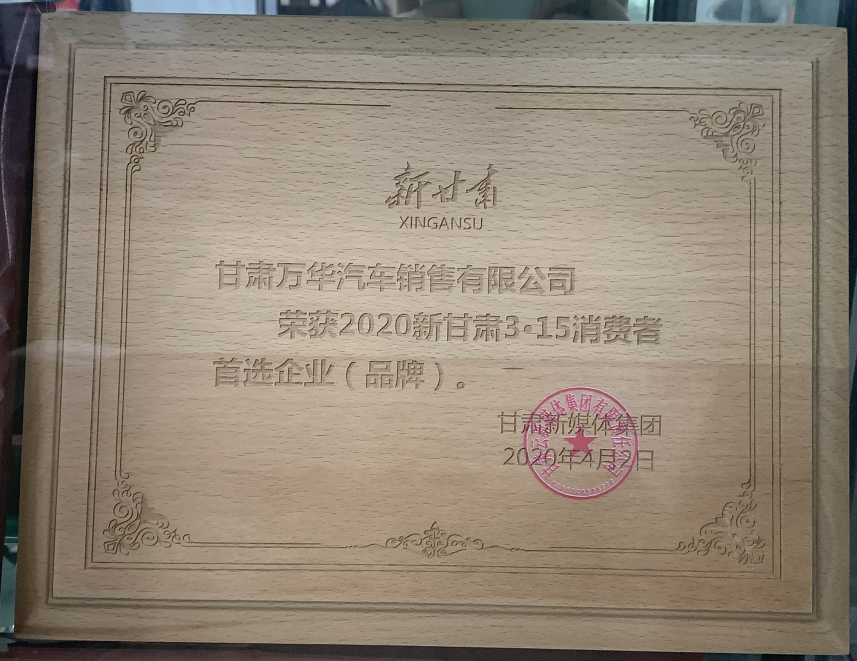 新甘肃
XINGANSU
甘肃万华汽车销售有限公司
荣获2020新甘肃3·15消费者
首选企业（品牌）。
甘肃新媒体集团
2020年4月2日